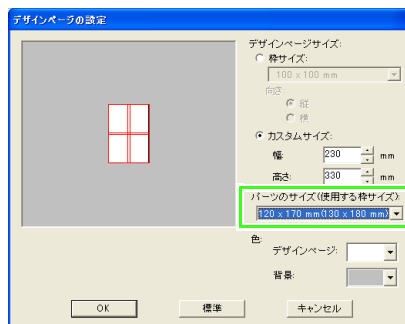 デザインページの設定
デザインページサイズ:
枠サイズ:
100 x 100 mm
向き:
縦
横
カスタムサイズ:
幅: 230 mm
高さ: 330 mm
パーツのサイズ(使用する枠サイズ):
120 x 170 mm(130 x 180 mm)
色:
デザインページ:
背景:
OK 標準 キャンセル